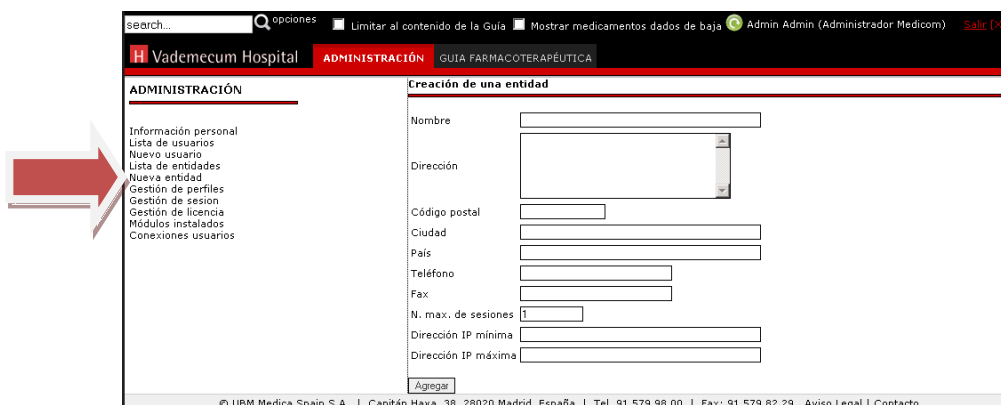 search... opciones Limitar al contenido de la Guía Mostrar medicamentos dados de baja Admin Admin (Administrador Medicom) Salir [
H Vademecum Hospital ADMINISTRACIÓN GUIA FARMACOTERAPÉUTICA
ADMINISTRACIÓN
Información personal
Lista de usuarios
Nuevo usuario
Lista de entidades
Nueva entidad
Gestión de perfiles
Gestión de sesion
Gestión de licencia
Módulos instalados
Conexiones usuarios
Creación de una entidad
Nombre
Dirección
Código postal
Ciudad
País
Teléfono
Fax
N. max. de sesiones 1
Dirección IP mínima
Dirección IP máxima
Agregar
© UBM Medica Spain S.A. | Capitán Haya, 38, 28020 Madrid, España | Tel. 91 579 98 00 | Fax: 91 579 82 29 Aviso Legal | Contacto